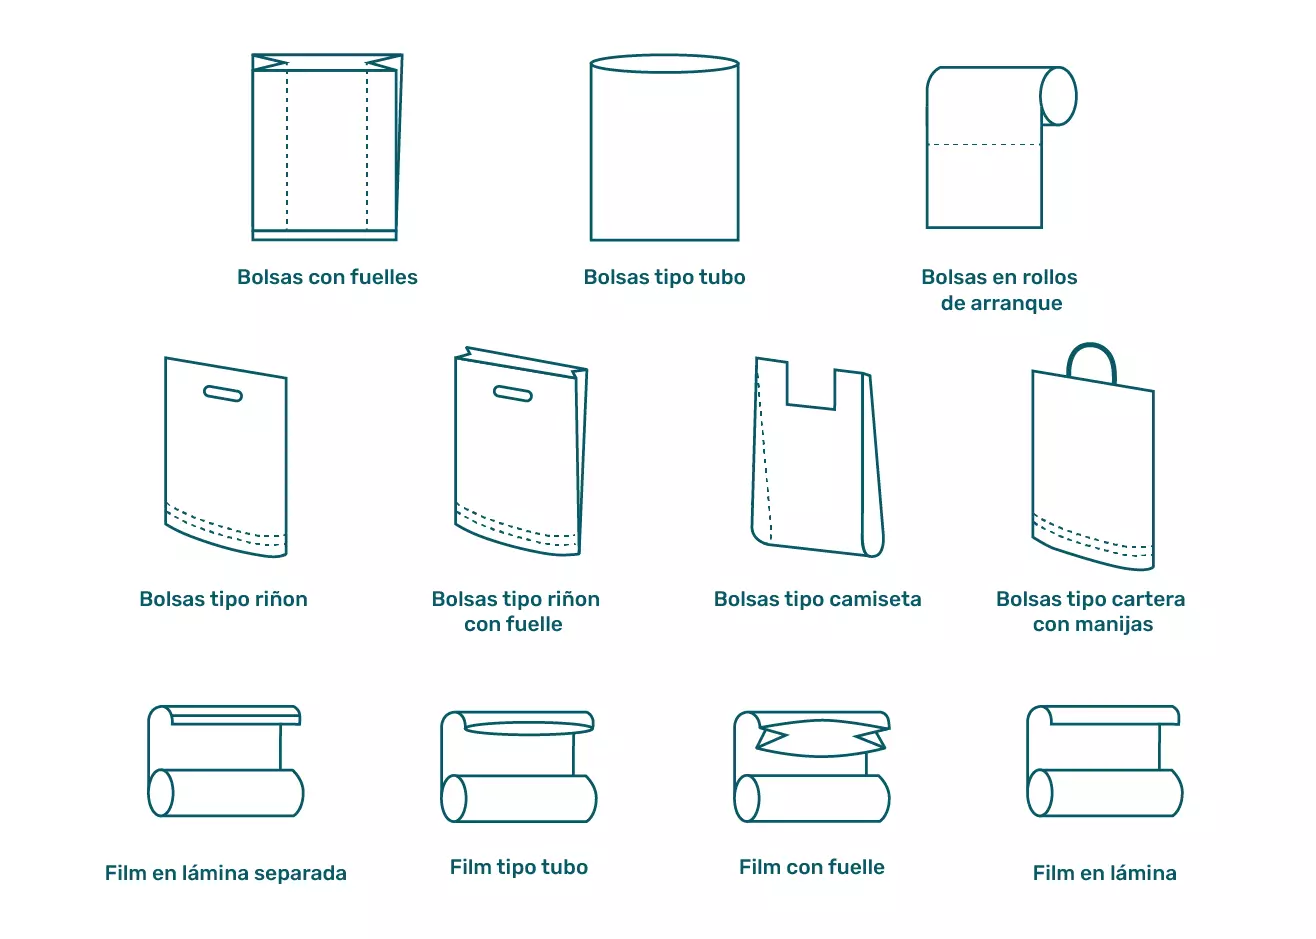 Bolsas con fuelles
Bolsas tipo tubo
Bolsas en rollos
de arranque
Bolsas tipo riñon
Bolsas tipo riñon
con fuelle
Bolsas tipo camiseta
Bolsas tipo cartera
con manijas
Film en lámina separada
Film tipo tubo
Film con fuelle
Film en lámina